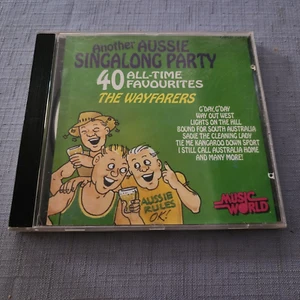 Another AUSSIE
SINGALONG PARTY
40 ALL-TIME
FAVOURITES
THE WAYFARERS
G'DAY, G'DAY
WAY OUT WEST
LIGHTS ON THE HILL
BOUND FOR SOUTH AUSTRALIA
SADIE THE CLEANING LADY
TIE ME KANGAROO DOWN SPORT
I STILL CALL AUSTRALIA HOME
AND MANY MORE!
AUSSIE
RULES
OK!
MUSIC
WORLD